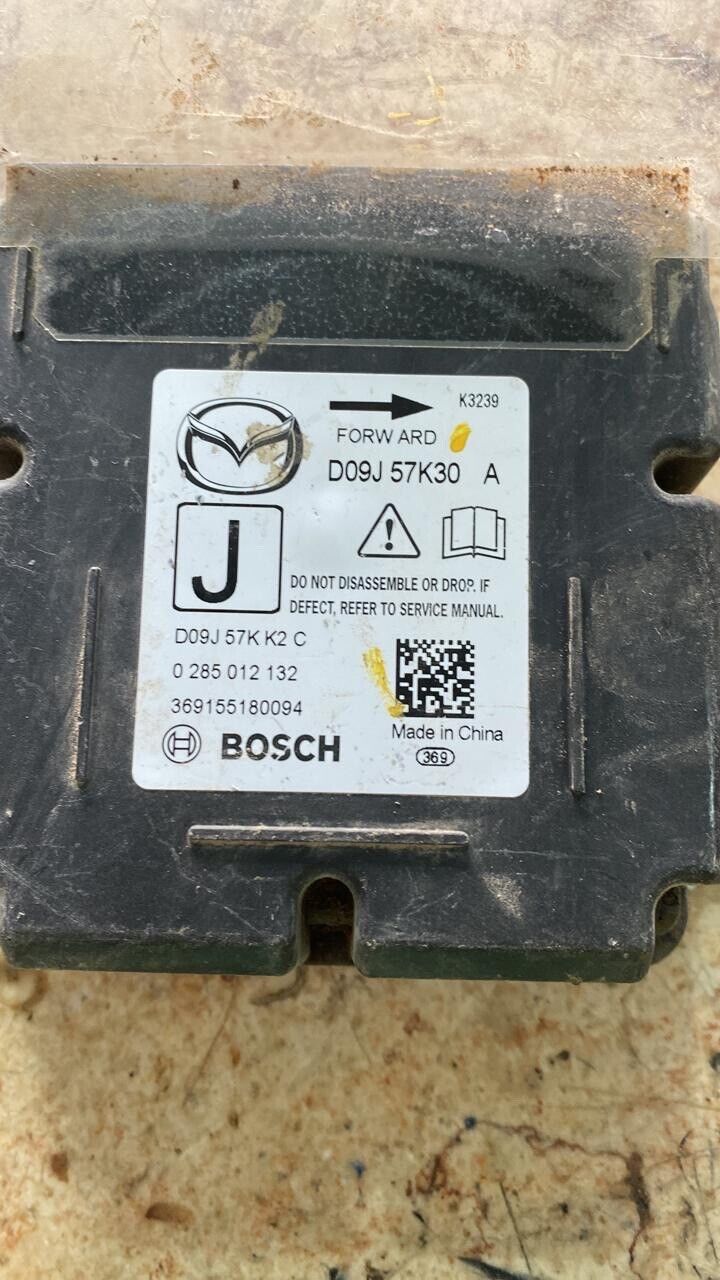 K3239
FORWARD
D09J 57K30 A
J
DO NOT DISASSEMBLE OR DROP. IF
DEFECT, REFER TO SERVICE MANUAL.
D09J 57K K2 C
0 285 012 132
369155180094
BOSCH
Made in China
369